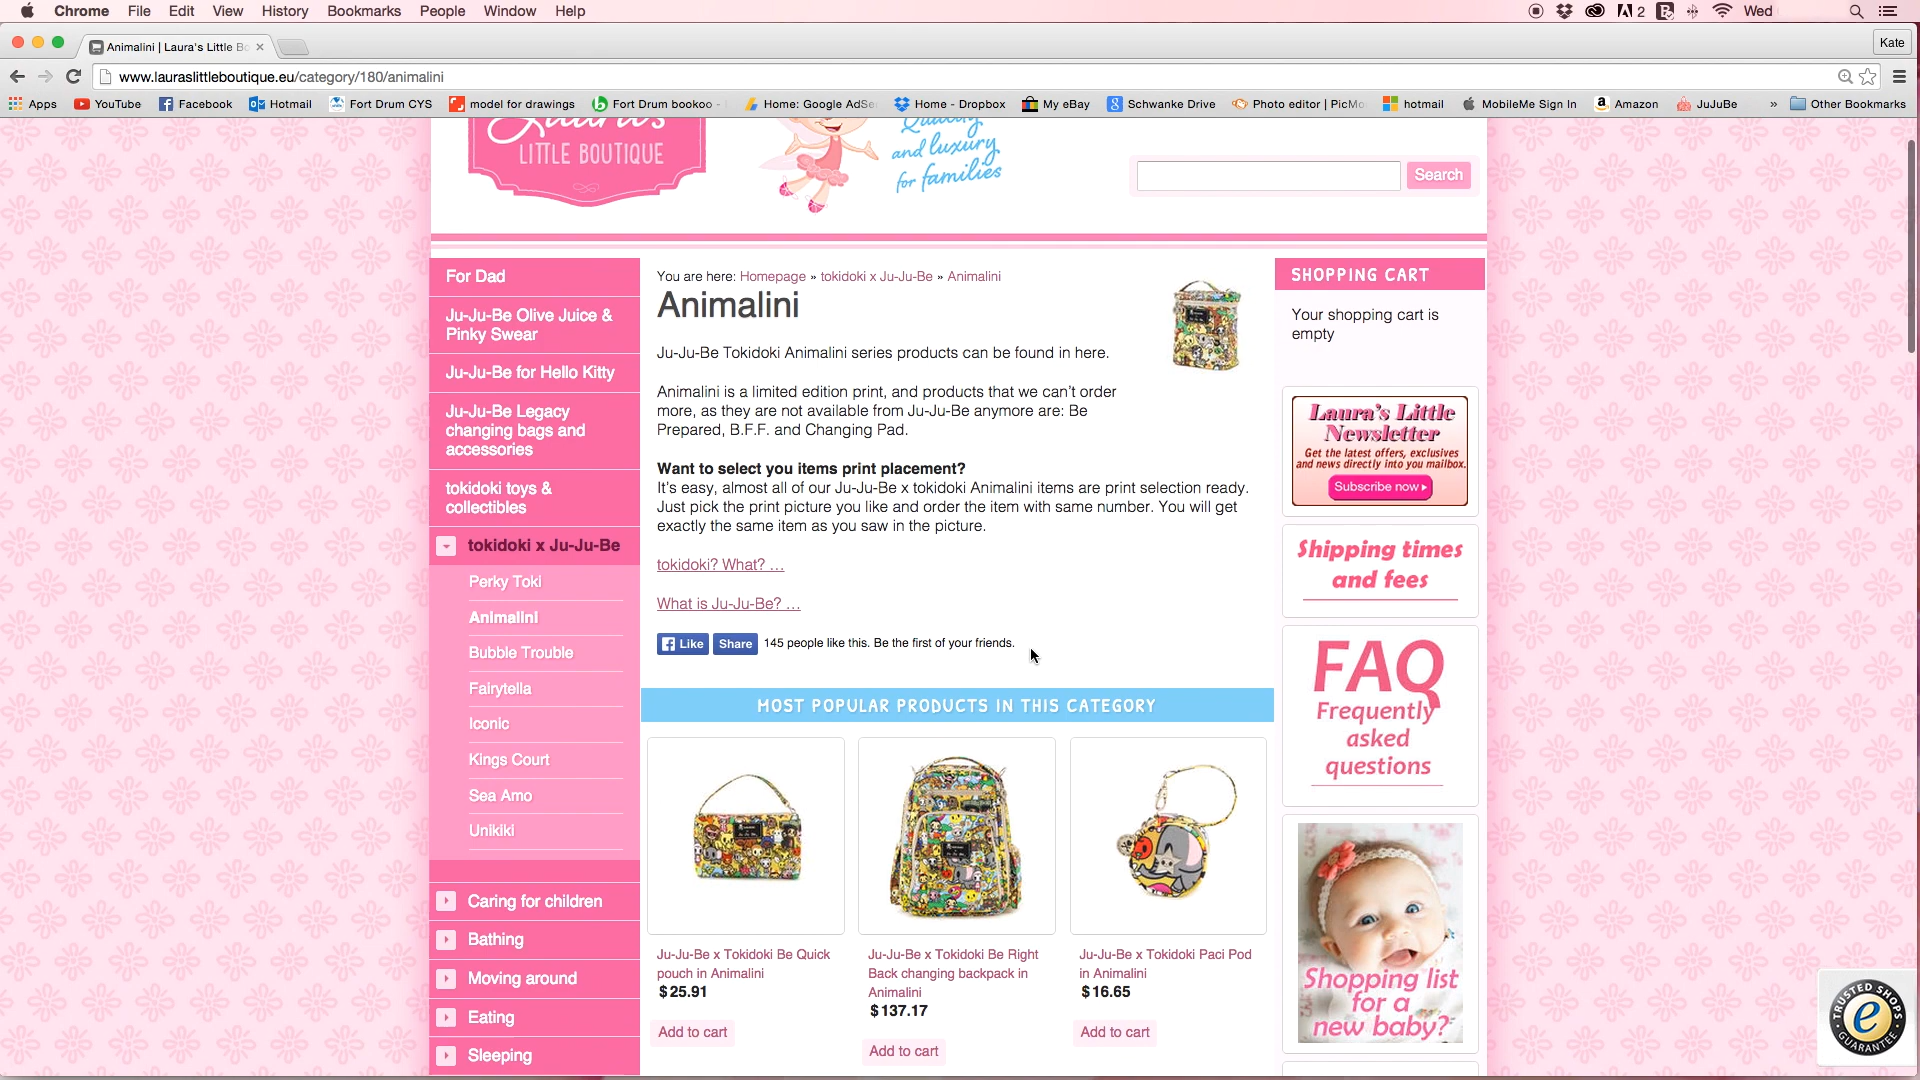 Chrome File Edit View History Bookmarks People Window Help
2 Wed
Animalini | Laura's Little Bo
Kate
www.lauraslittleboutique.eu/category/180/animalini
Apps YouTube Facebook Hotmail Fort Drum CYS model for drawings Fort Drum bookoo - Home: Google AdSe Home - Dropbox My eBay Schwanke Drive Photo editor | PicMo hotmail MobileMe Sign In Amazon JuJuBe » Other Bookmarks
Laura's
LITTLE BOUTIQUE
Quality
and luxury
for families
Search
For Dad
Ju-Ju-Be Olive Juice &
Pinky Swear
Ju-Ju-Be for Hello Kitty
Ju-Ju-Be Legacy
changing bags and
accessories
tokidoki toys &
collectibles
tokidoki x Ju-Ju-Be
Perky Toki
Animalini
Bubble Trouble
Fairytella
Iconic
Kings Court
Sea Amo
Unikiki
Caring for children
Bathing
Moving around
Eating
Sleeping
You are here: Homepage » tokidoki x Ju-Ju-Be » Animalini
Animalini
Ju-Ju-Be Tokidoki Animalini series products can be found in here.
Animalini is a limited edition print, and products that we can't order
more, as they are not available from Ju-Ju-Be anymore are: Be
Prepared, B.F.F. and Changing Pad.
Want to select you items print placement?
It's easy, almost all of our Ju-Ju-Be x tokidoki Animalini items are print selection ready.
Just pick the print picture you like and order the item with same number. You will get
exactly the same item as you saw in the picture.
tokidoki? What? ...
What is Ju-Ju-Be? ...
Like Share 145 people like this. Be the first of your friends.
MOST POPULAR PRODUCTS IN THIS CATEGORY
Ju-Ju-Be x Tokidoki Be Quick
pouch in Animalini
$25.91
Add to cart
Ju-Ju-Be x Tokidoki Be Right
Back changing backpack in
Animalini
$137.17
Add to cart
Ju-Ju-Be x Tokidoki Paci Pod
in Animalini
$16.65
Add to cart
SHOPPING CART
Your shopping cart is
empty
Laura's Little
Newsletter
Get the latest offers, exclusives
and news directly into you mailbox.
Subscribe now
Shipping times
and fees
FAQ
Frequently
asked
questions
Shopping list
for a
new baby?
TRUSTED SHOPS
e
GUARANTEE